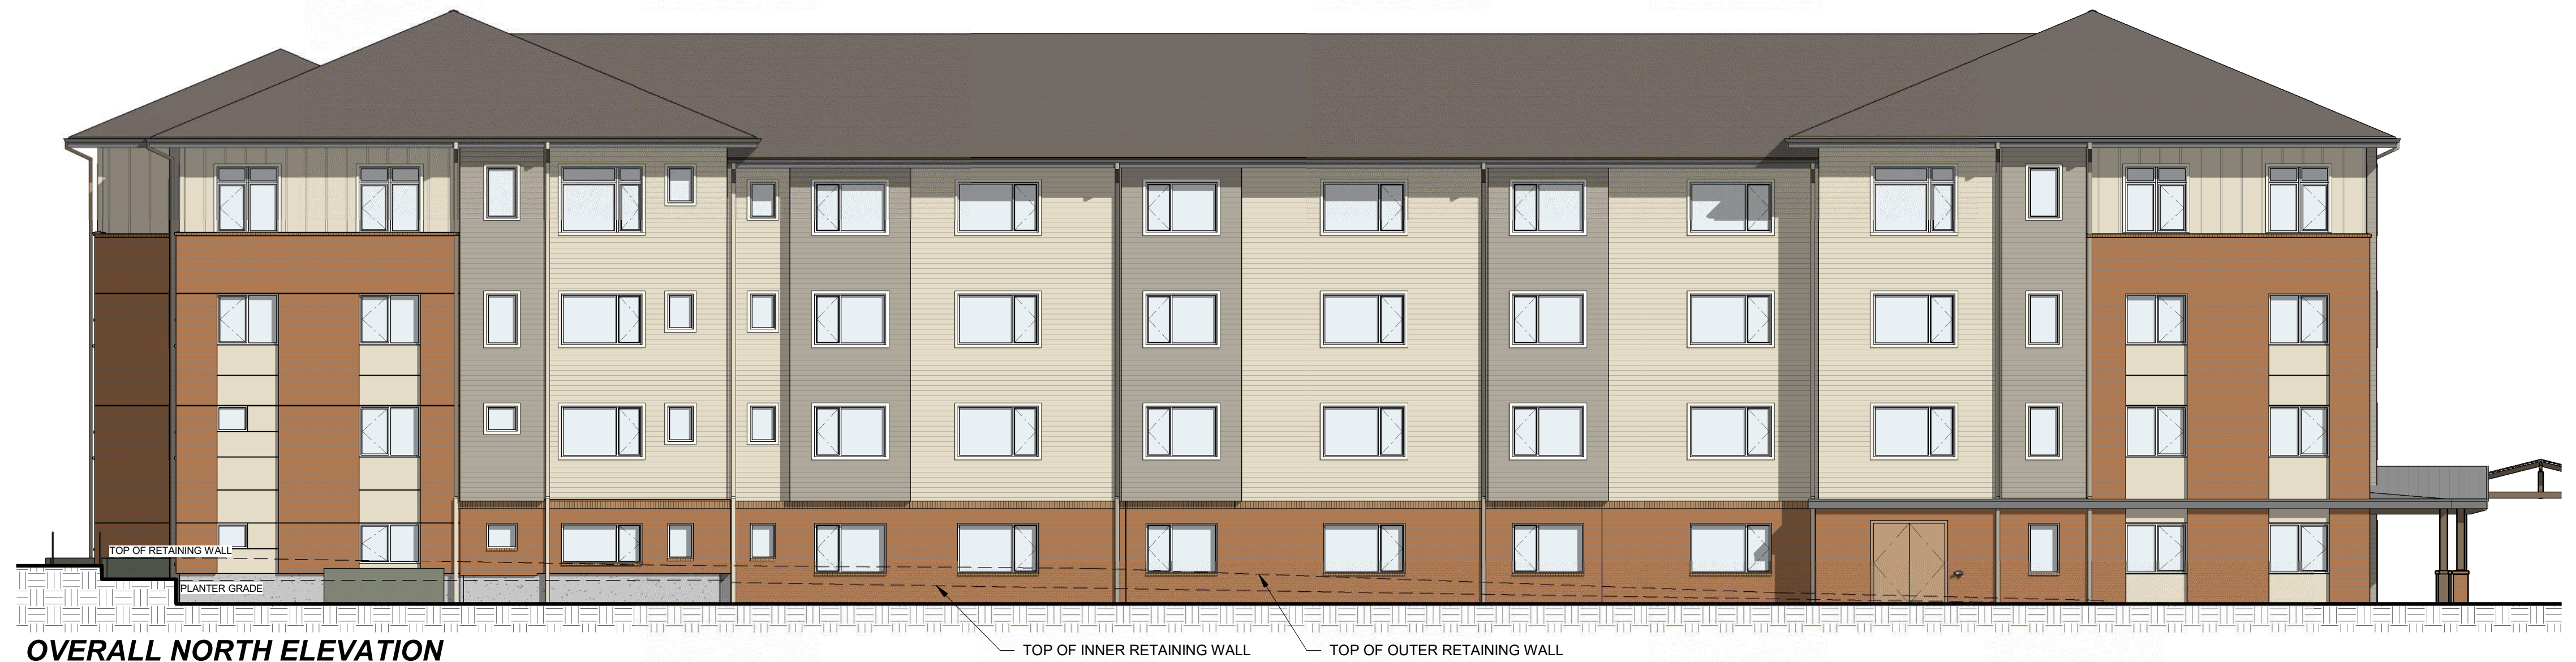 TOP OF RETAINING WALL
PLANTER GRADE
OVERALL NORTH ELEVATION
TOP OF INNER RETAINING WALL
TOP OF OUTER RETAINING WALL